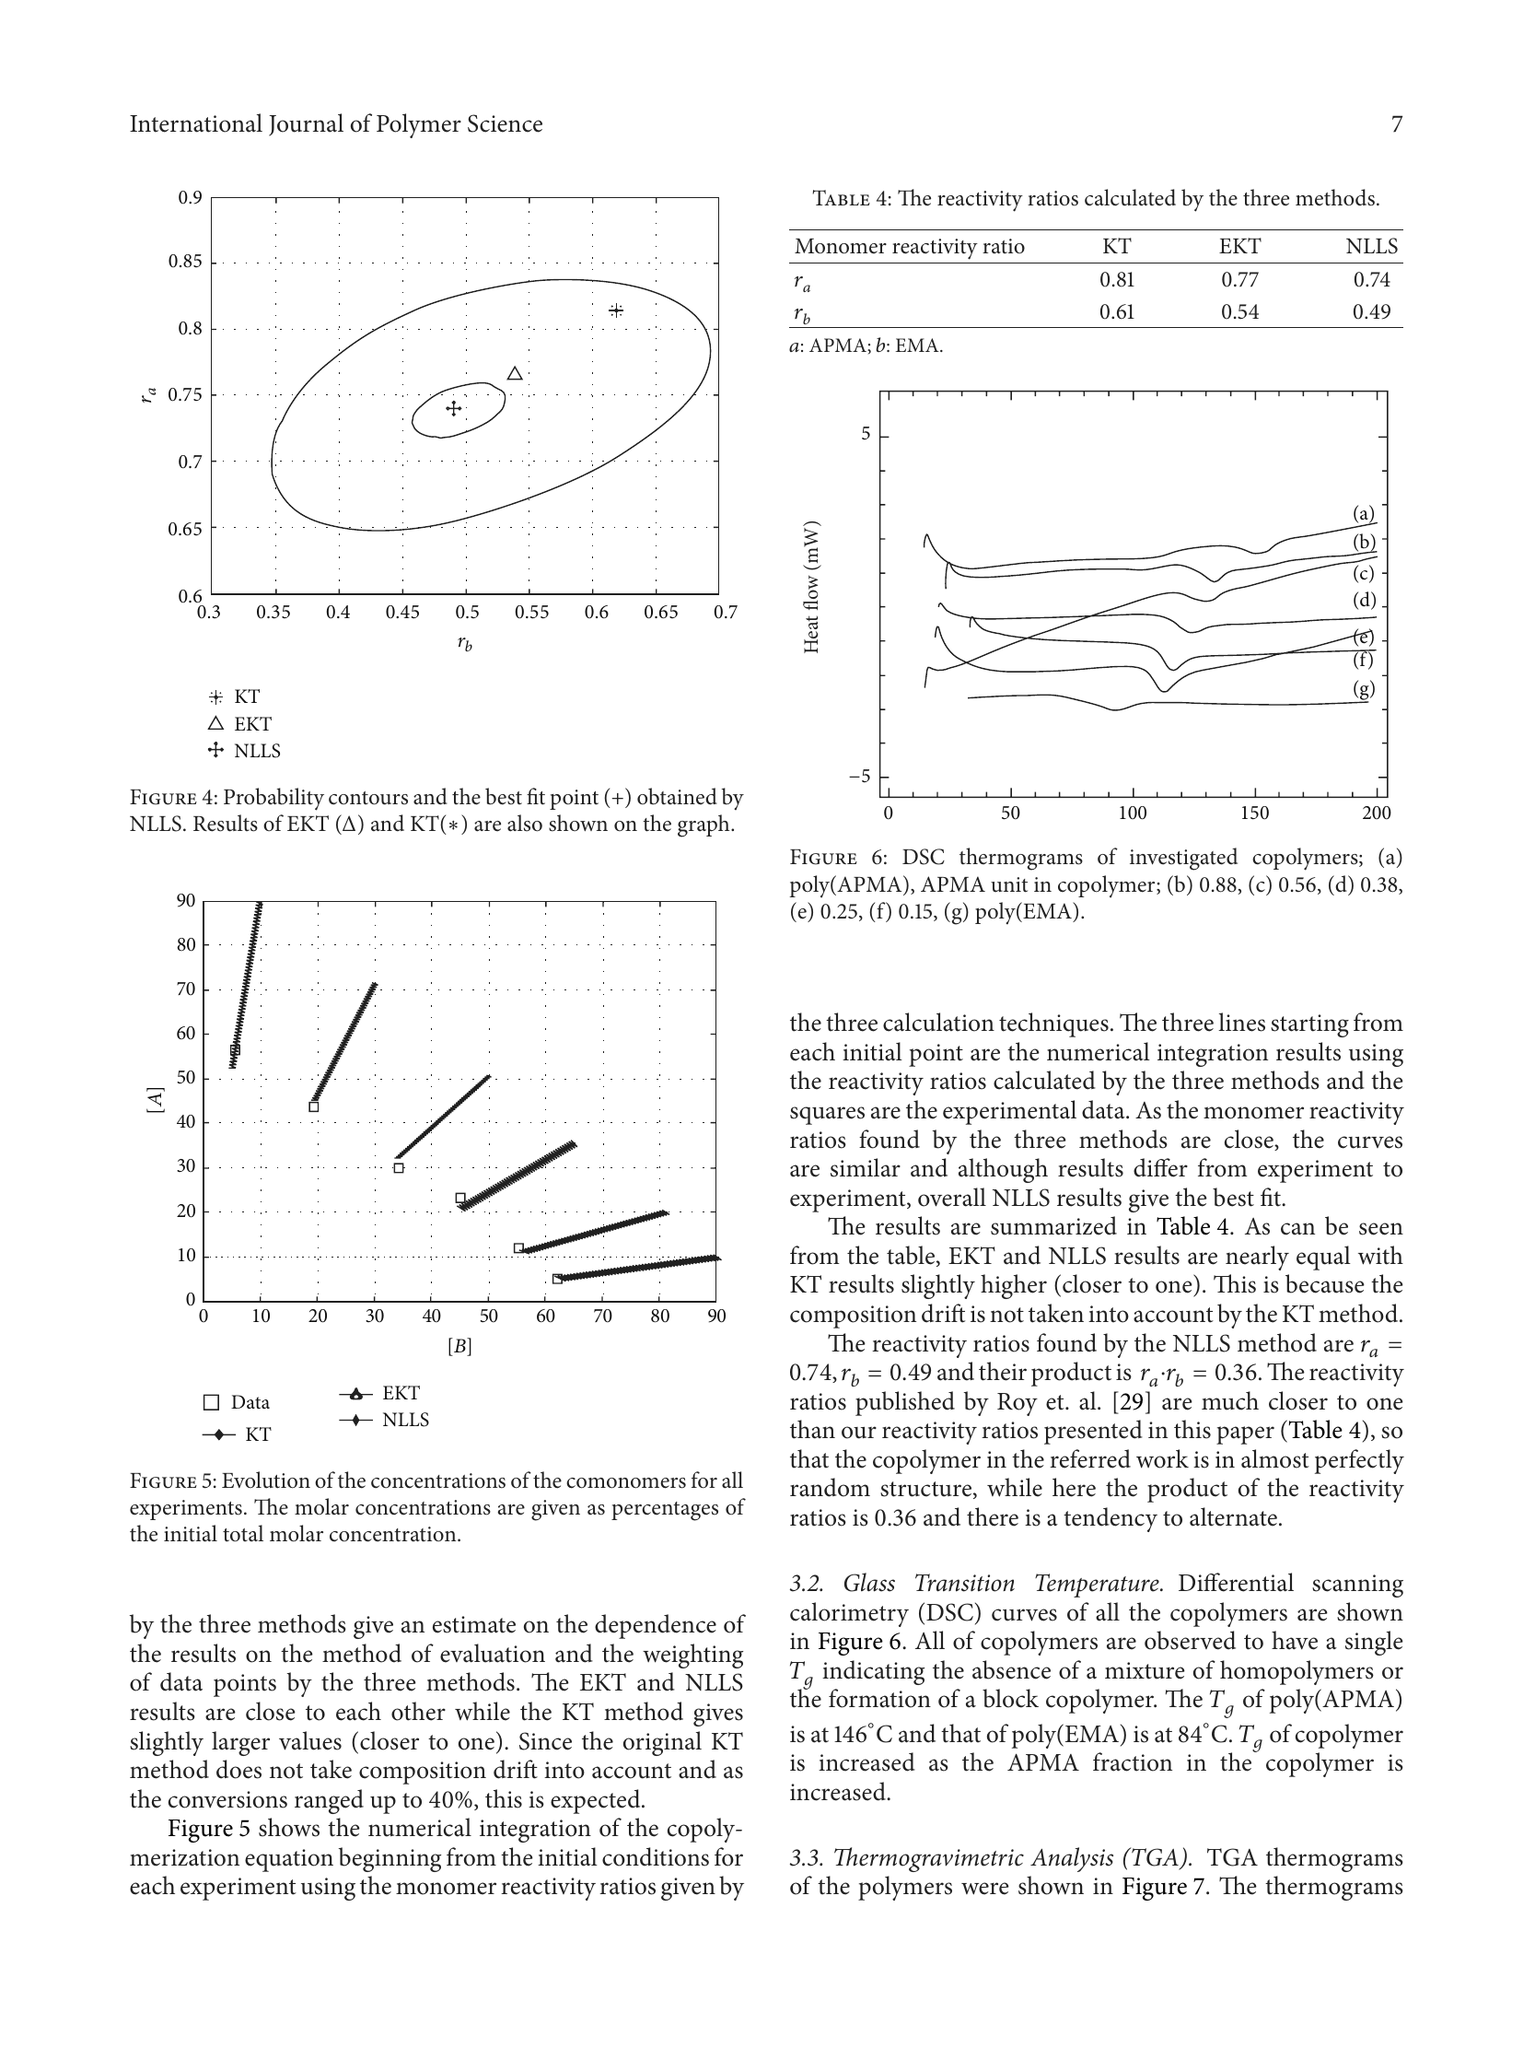 International Journal of Polymer Science
7
0.9
0.85
0.8
0.75
0.7
0.65
0.6
r_a
0.3 0.35 0.4 0.45 0.5 0.55 0.6 0.65 0.7
r_b
KT
EKT
NLLS
Figure 4: Probability contours and the best fit point (+) obtained by
NLLS. Results of EKT (Δ) and KT(∗) are also shown on the graph.
90
80
70
60
50
40
30
20
10
0
[A]
0 10 20 30 40 50 60 70 80 90
[B]
Data
KT
EKT
NLLS
Figure 5: Evolution of the concentrations of the comonomers for all
experiments. The molar concentrations are given as percentages of
the initial total molar concentration.
by the three methods give an estimate on the dependence of
the results on the method of evaluation and the weighting
of data points by the three methods. The EKT and NLLS
results are close to each other while the KT method gives
slightly larger values (closer to one). Since the original KT
method does not take composition drift into account and as
the conversions ranged up to 40%, this is expected.
Figure 5 shows the numerical integration of the copoly-
merization equation beginning from the initial conditions for
each experiment using the monomer reactivity ratios given by
Table 4: The reactivity ratios calculated by the three methods.
Monomer reactivity ratio KT EKT NLLS
r_a 0.81 0.77 0.74
r_b 0.61 0.54 0.49
a: APMA; b: EMA.
5
−5
Heat flow (mW)
(a)
(b)
(c)
(d)
(e)
(f)
(g)
0 50 100 150 200
Figure 6: DSC thermograms of investigated copolymers; (a)
poly(APMA), APMA unit in copolymer; (b) 0.88, (c) 0.56, (d) 0.38,
(e) 0.25, (f) 0.15, (g) poly(EMA).
the three calculation techniques. The three lines starting from
each initial point are the numerical integration results using
the reactivity ratios calculated by the three methods and the
squares are the experimental data. As the monomer reactivity
ratios found by the three methods are close, the curves
are similar and although results differ from experiment to
experiment, overall NLLS results give the best fit.
The results are summarized in Table 4. As can be seen
from the table, EKT and NLLS results are nearly equal with
KT results slightly higher (closer to one). This is because the
composition drift is not taken into account by the KT method.
The reactivity ratios found by the NLLS method are r_a =
0.74, r_b = 0.49 and their product is r_a·r_b = 0.36. The reactivity
ratios published by Roy et. al. [29] are much closer to one
than our reactivity ratios presented in this paper (Table 4), so
that the copolymer in the referred work is in almost perfectly
random structure, while here the product of the reactivity
ratios is 0.36 and there is a tendency to alternate.
3.2. Glass Transition Temperature. Differential scanning
calorimetry (DSC) curves of all the copolymers are shown
in Figure 6. All of copolymers are observed to have a single
T_g indicating the absence of a mixture of homopolymers or
the formation of a block copolymer. The T_g of poly(APMA)
is at 146°C and that of poly(EMA) is at 84°C. T_g of copolymer
is increased as the APMA fraction in the copolymer is
increased.
3.3. Thermogravimetric Analysis (TGA). TGA thermograms
of the polymers were shown in Figure 7. The thermograms